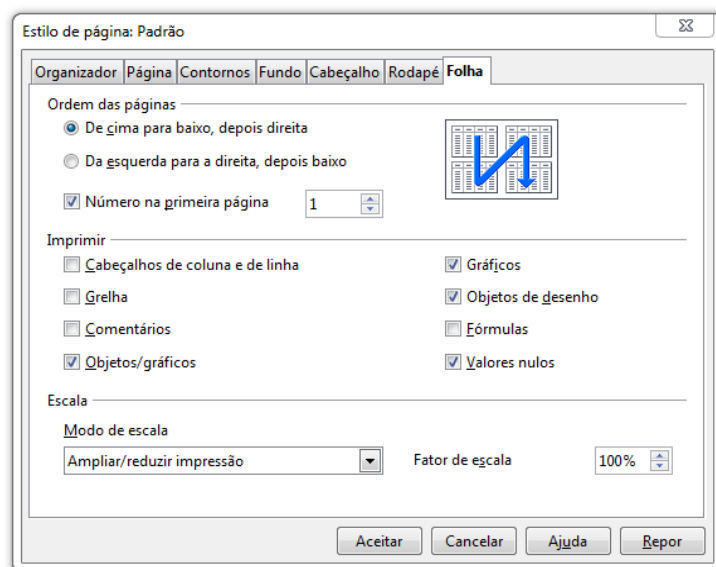 Estilo de página: Padrão
Organizador Página Contornos Fundo Cabeçalho Rodapé Folha
Ordem das páginas
De cima para baixo, depois direita
Da esquerda para a direita, depois baixo
Número na primeira página 1
Imprimir
Cabeçalhos de coluna e de linha Gráficos
Grelha Objetos de desenho
Comentários Fórmulas
Objetos/gráficos Valores nulos
Escala
Modo de escala
Ampliar/reduzir impressão Fator de escala 100%
Aceitar Cancelar Ajuda Repor